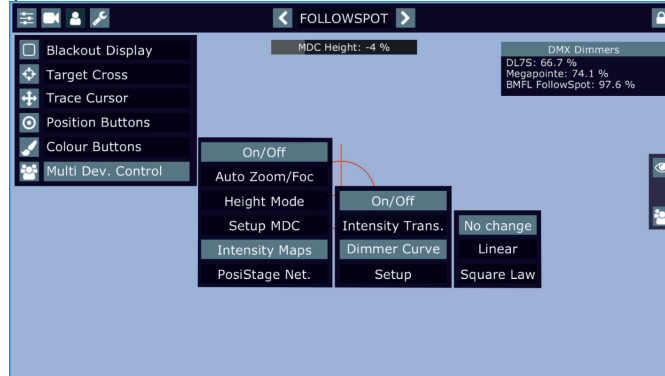 FOLLOWSPOT
MDC Height: -4 %
DMX Dimmers
DL7S: 66.7 %
Megapointe: 74.1 %
BMFL FollowSpot: 97.6 %
Blackout Display
Target Cross
Trace Cursor
Position Buttons
Colour Buttons
Multi Dev. Control
On/Off
Auto Zoom/Foc
Height Mode
Setup MDC
Intensity Maps
PosiStage Net.
On/Off
Intensity Trans.
Dimmer Curve
Setup
No change
Linear
Square Law